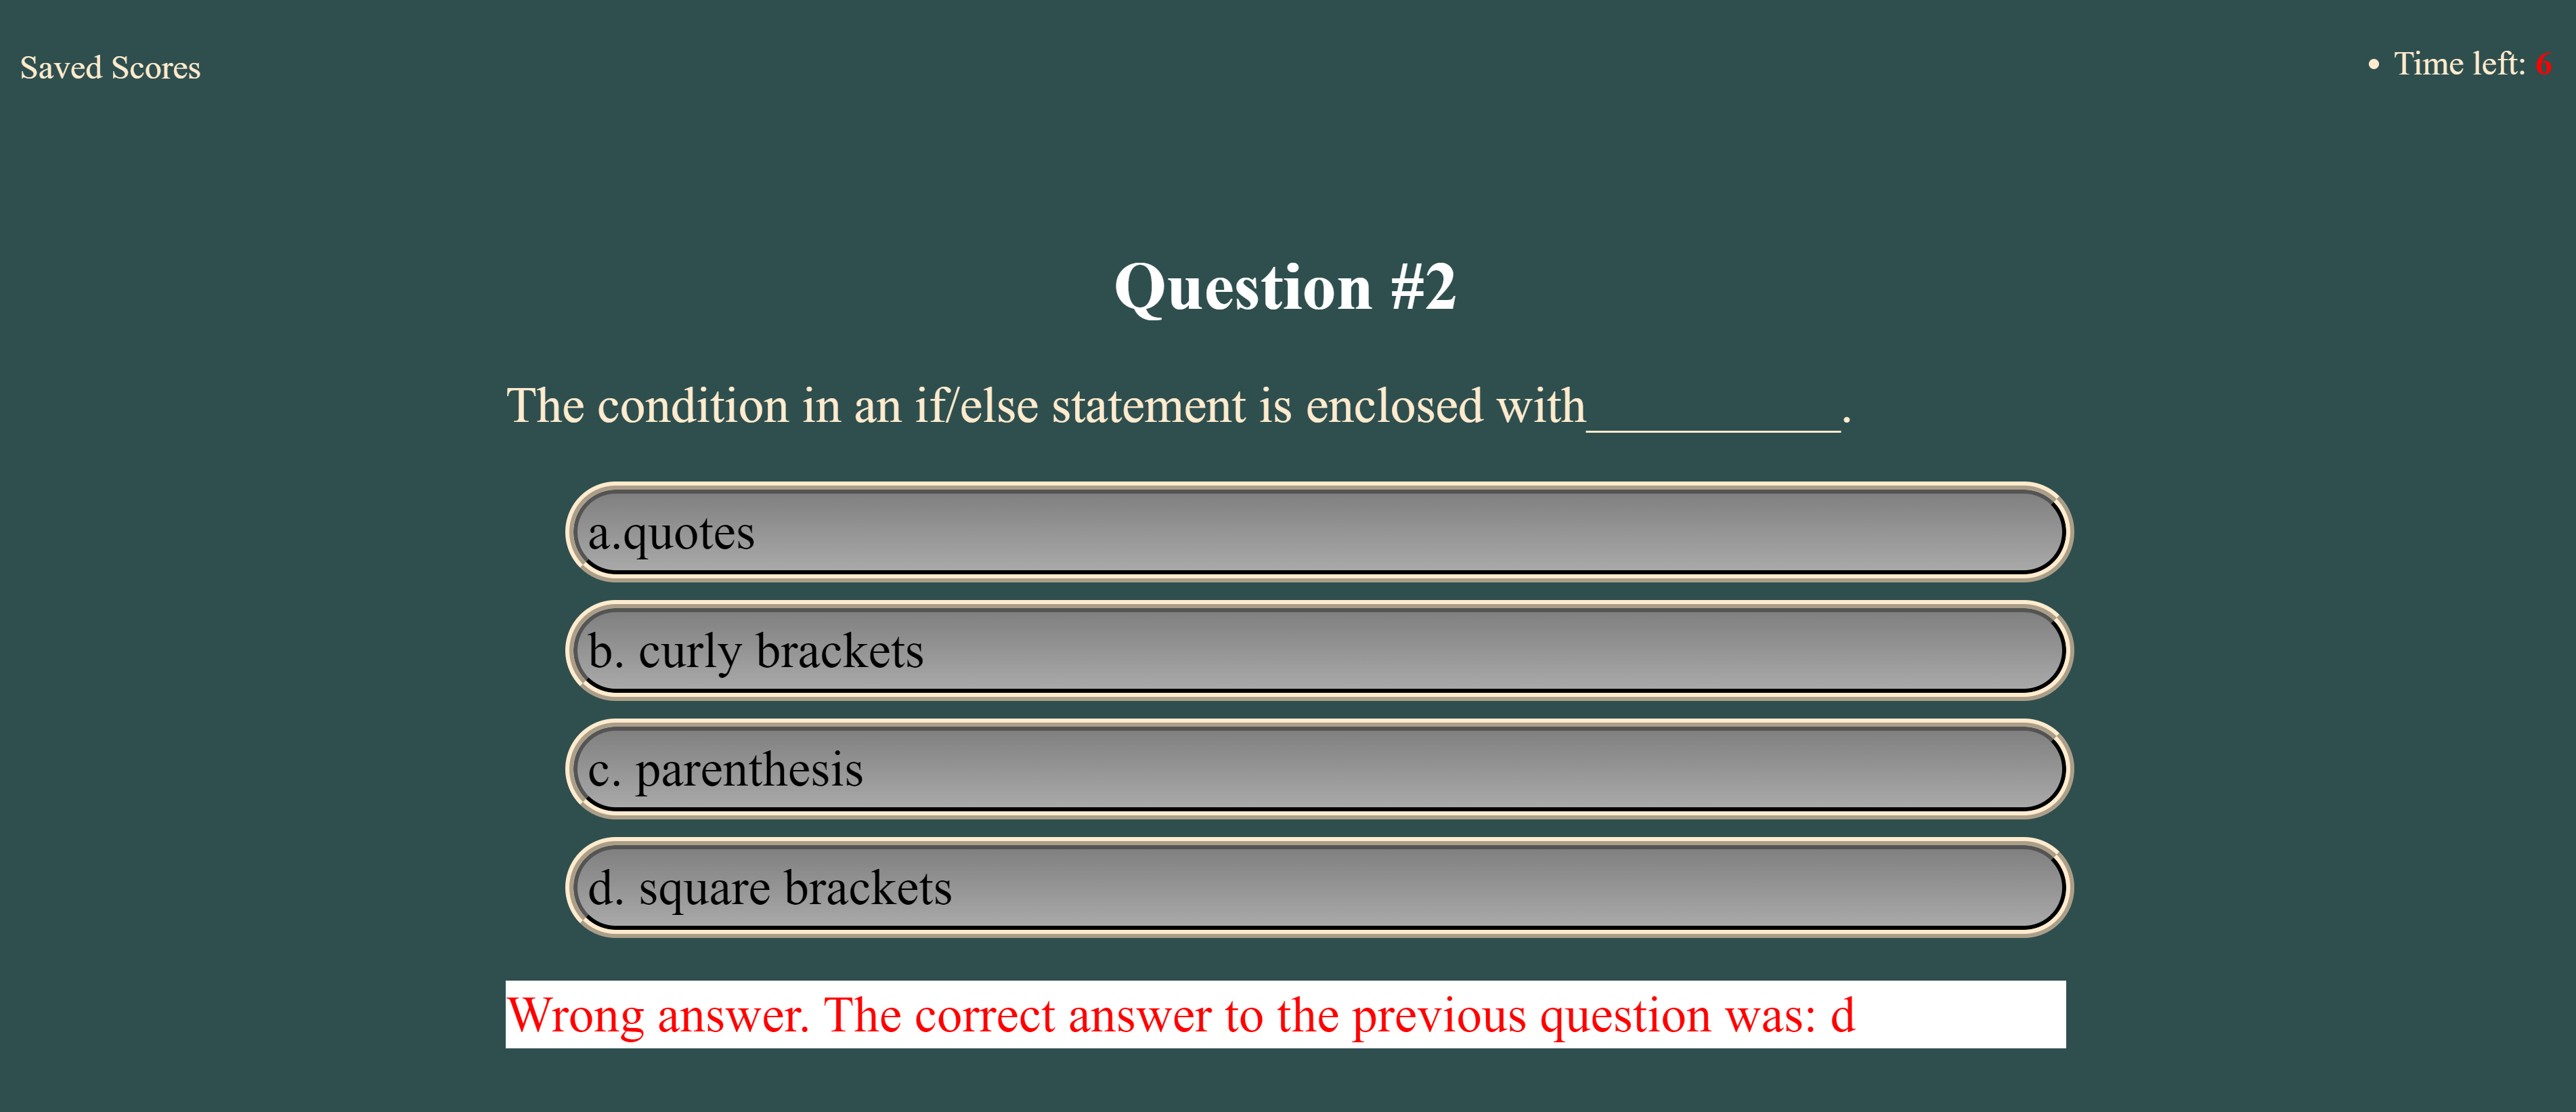 Saved Scores
• Time left: 6
Question #2
The condition in an if/else statement is enclosed with__________.
a.quotes
b. curly brackets
c. parenthesis
d. square brackets
Wrong answer. The correct answer to the previous question was: d